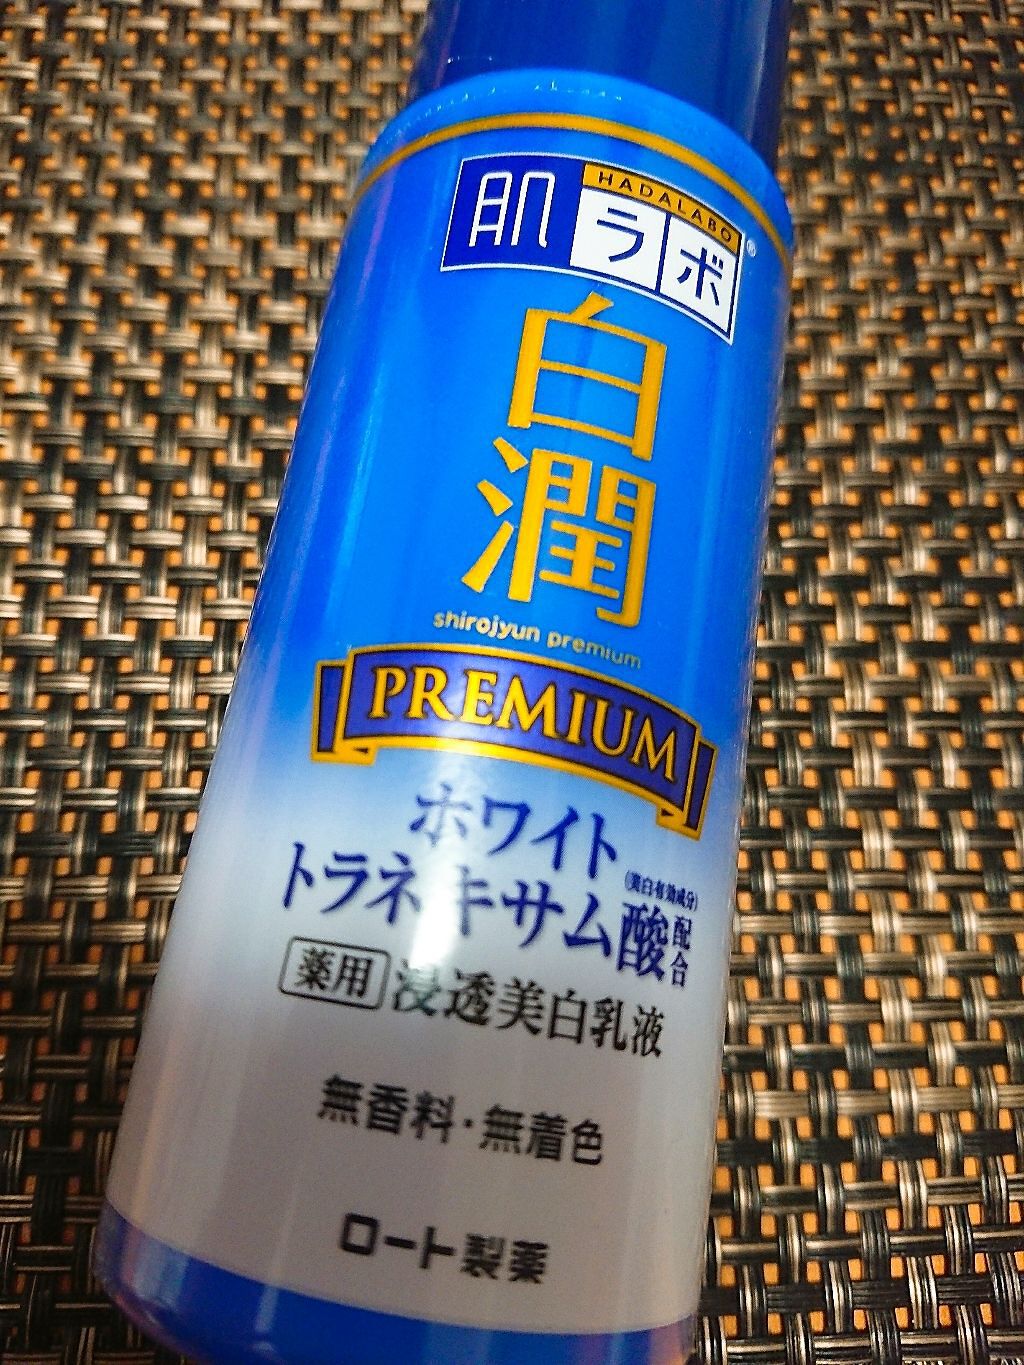 HADALABO
肌ラボ®
白潤
shirojyun premium
PREMIUM
ホワイト
(美白有効成分)
トラネキサム酸配合
薬用 浸透美白乳液
無香料・無着色
ロート製薬